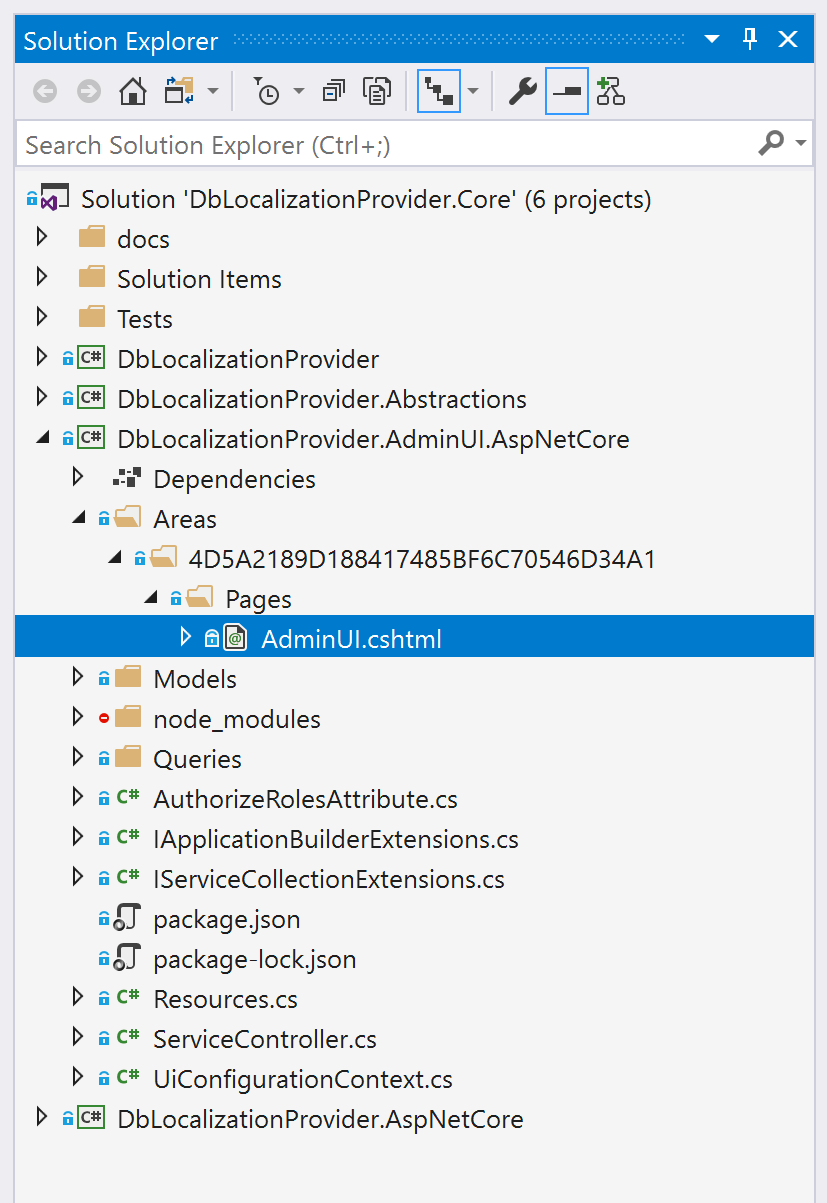 Solution Explorer
Search Solution Explorer (Ctrl+;)
Solution 'DbLocalizationProvider.Core' (6 projects)
docs
Solution Items
Tests
C# DbLocalizationProvider
C# DbLocalizationProvider.Abstractions
C# DbLocalizationProvider.AdminUI.AspNetCore
Dependencies
Areas
4D5A2189D188417485BF6C70546D34A1
Pages
@ AdminUI.cshtml
Models
node_modules
Queries
C# AuthorizeRolesAttribute.cs
C# IApplicationBuilderExtensions.cs
C# IServiceCollectionExtensions.cs
package.json
package-lock.json
C# Resources.cs
C# ServiceController.cs
C# UiConfigurationContext.cs
C# DbLocalizationProvider.AspNetCore